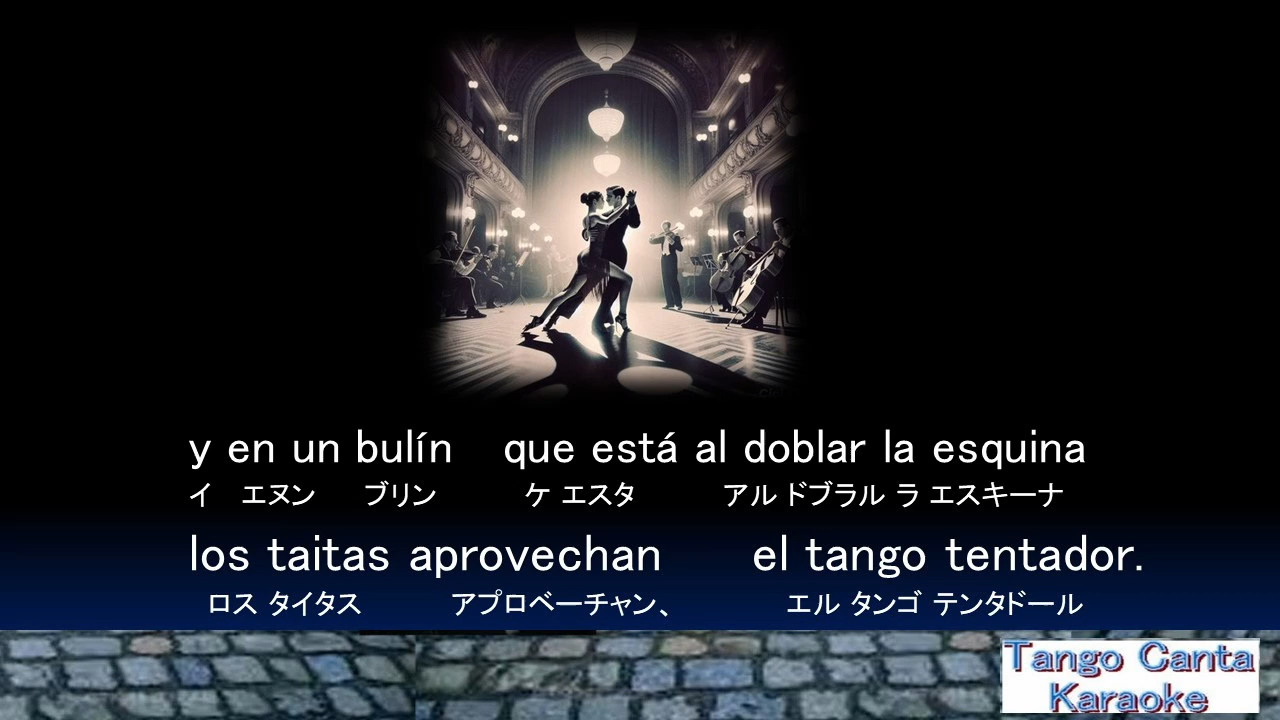 y en un bulín que está al doblar la esquina
イ エヌン ブリン ケ エスタ アル ドブラル ラ エスキーナ
los taitas aprovechan el tango tentador.
ロス タイタス アプロベーチャン、 エル タンゴ テンタドール
Tango Canta
Karaoke